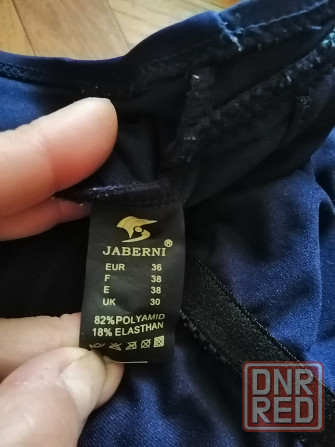 JABERNI®
EUR 36
F 38
E 38
UK 30
82% POLYAMID
18% ELASTHAN
DNR
RED